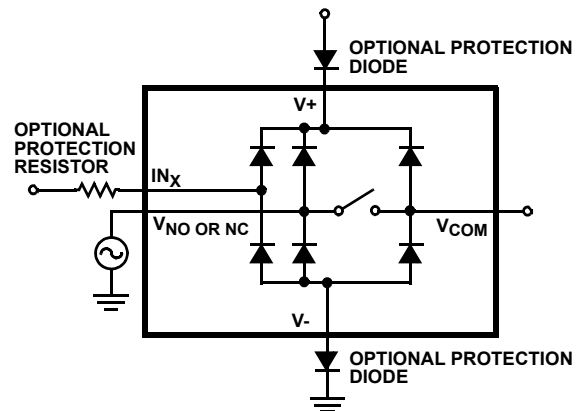 OPTIONAL PROTECTION
DIODE
V+
OPTIONAL
PROTECTION
RESISTOR
INX
VNO OR NC
VCOM
V-
OPTIONAL PROTECTION
DIODE